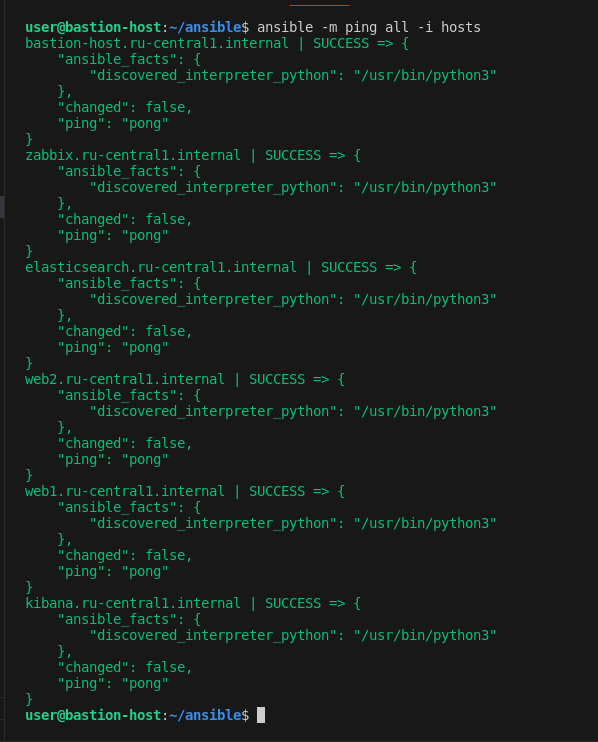 user@bastion-host:~/ansible$ ansible -m ping all -i hosts
bastion-host.ru-central1.internal | SUCCESS => {
    "ansible_facts": {
        "discovered_interpreter_python": "/usr/bin/python3"
    },
    "changed": false,
    "ping": "pong"
}
zabbix.ru-central1.internal | SUCCESS => {
    "ansible_facts": {
        "discovered_interpreter_python": "/usr/bin/python3"
    },
    "changed": false,
    "ping": "pong"
}
elasticsearch.ru-central1.internal | SUCCESS => {
    "ansible_facts": {
        "discovered_interpreter_python": "/usr/bin/python3"
    },
    "changed": false,
    "ping": "pong"
}
web2.ru-central1.internal | SUCCESS => {
    "ansible_facts": {
        "discovered_interpreter_python": "/usr/bin/python3"
    },
    "changed": false,
    "ping": "pong"
}
web1.ru-central1.internal | SUCCESS => {
    "ansible_facts": {
        "discovered_interpreter_python": "/usr/bin/python3"
    },
    "changed": false,
    "ping": "pong"
}
kibana.ru-central1.internal | SUCCESS => {
    "ansible_facts": {
        "discovered_interpreter_python": "/usr/bin/python3"
    },
    "changed": false,
    "ping": "pong"
}
user@bastion-host:~/ansible$